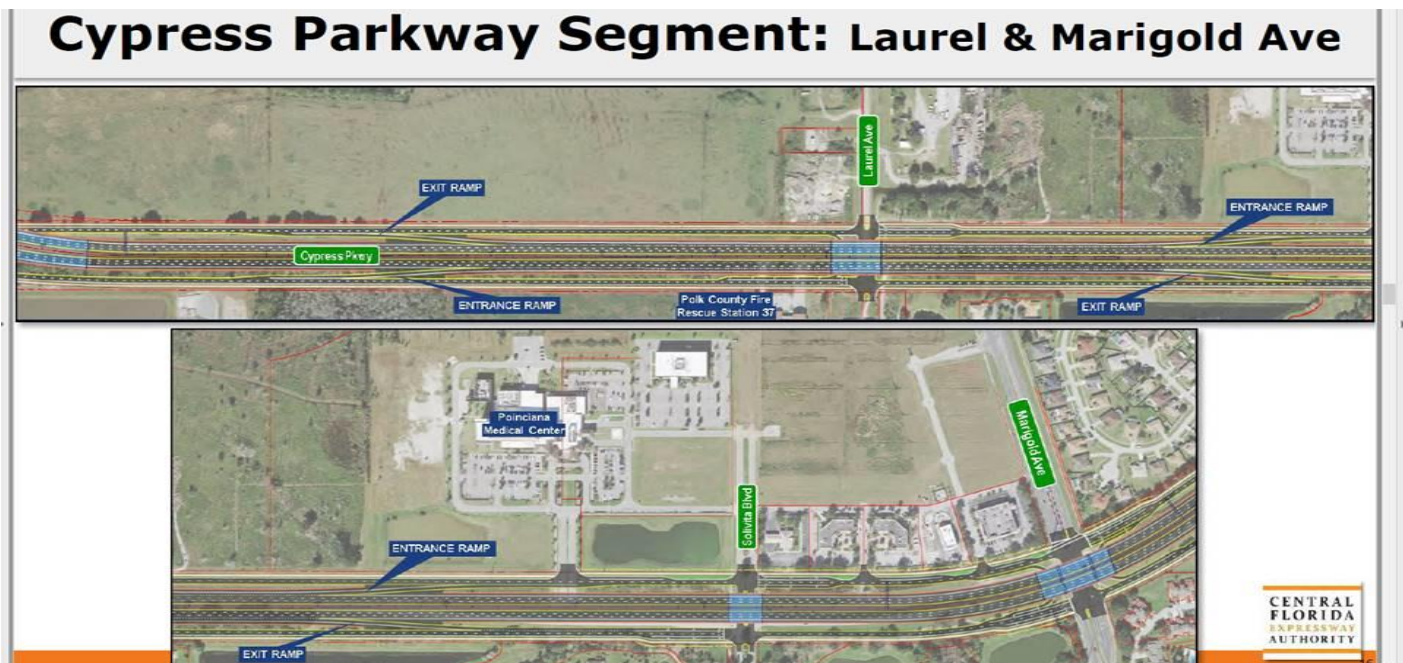 Cypress Parkway Segment: Laurel & Marigold Ave
Laurel Ave
EXIT RAMP
ENTRANCE RAMP
Cypress Pkwy
ENTRANCE RAMP
Polk County Fire
Rescue Station 37
EXIT RAMP
Poinciana
Medical Center
Marigold Ave
Solivita Blvd
ENTRANCE RAMP
EXIT RAMP
CENTRAL
FLORIDA
EXPRESSWAY
AUTHORITY